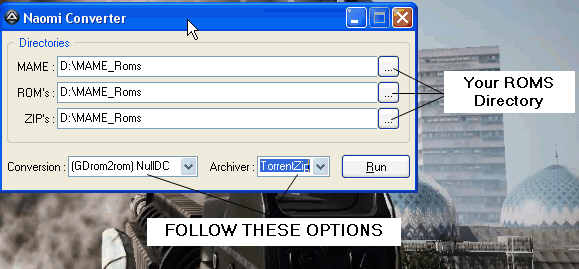 Naomi Converter
Directories
MAME : D:\MAME_Roms ...
ROM's : D:\MAME_Roms ...
ZIP's : D:\MAME_Roms ...
Your ROMS
Directory
Conversion : (GDrom2rom) NullDC Archiver : TorrentZip Run
FOLLOW THESE OPTIONS